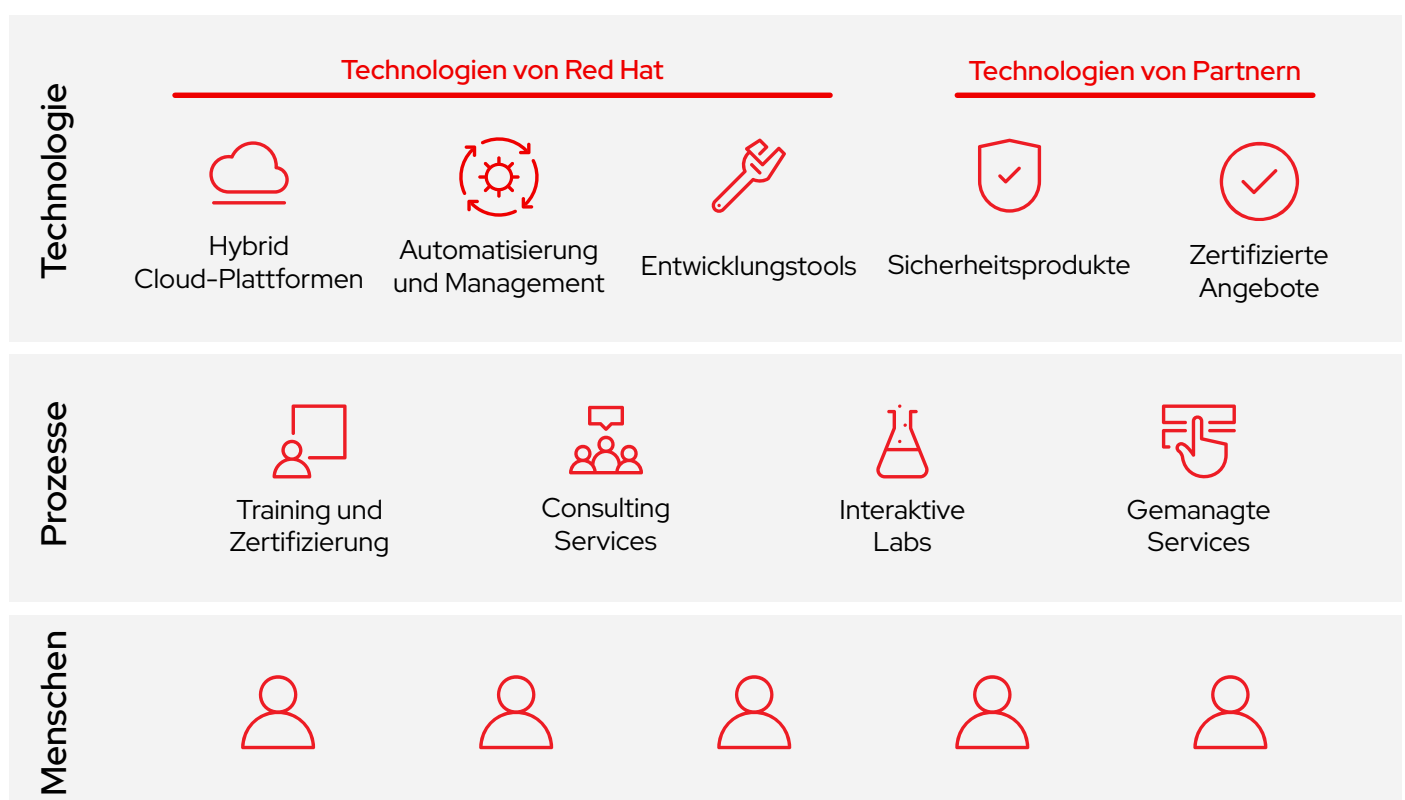 Technologie
Technologien von Red Hat
Technologien von Partnern
Hybrid
Cloud-Plattformen
Automatisierung
und Management
Entwicklungstools
Sicherheitsprodukte
Zertifizierte
Angebote
Prozesse
Training und
Zertifizierung
Consulting
Services
Interaktive
Labs
Gemanagte
Services
Menschen